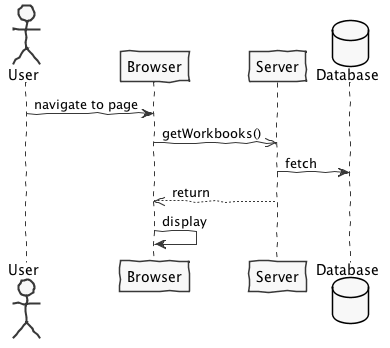 User
Browser
Server
Database
navigate to page
getWorkbooks()
fetch
return
display
User
Browser
Server
Database